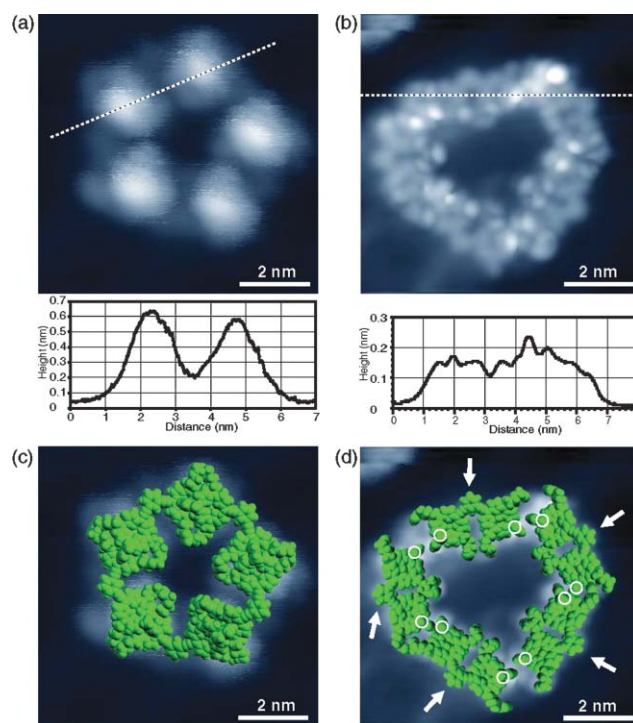 (a)
(b)
2 nm
2 nm
Height (nm)
0.7
0.6
0.5
0.4
0.3
0.2
0.1
0
0 1 2 3 4 5 6 7
Distance (nm)
Height (nm)
0.3
0.2
0.1
0
0 1 2 3 4 5 6 7
Distance (nm)
(c)
(d)
2 nm
2 nm